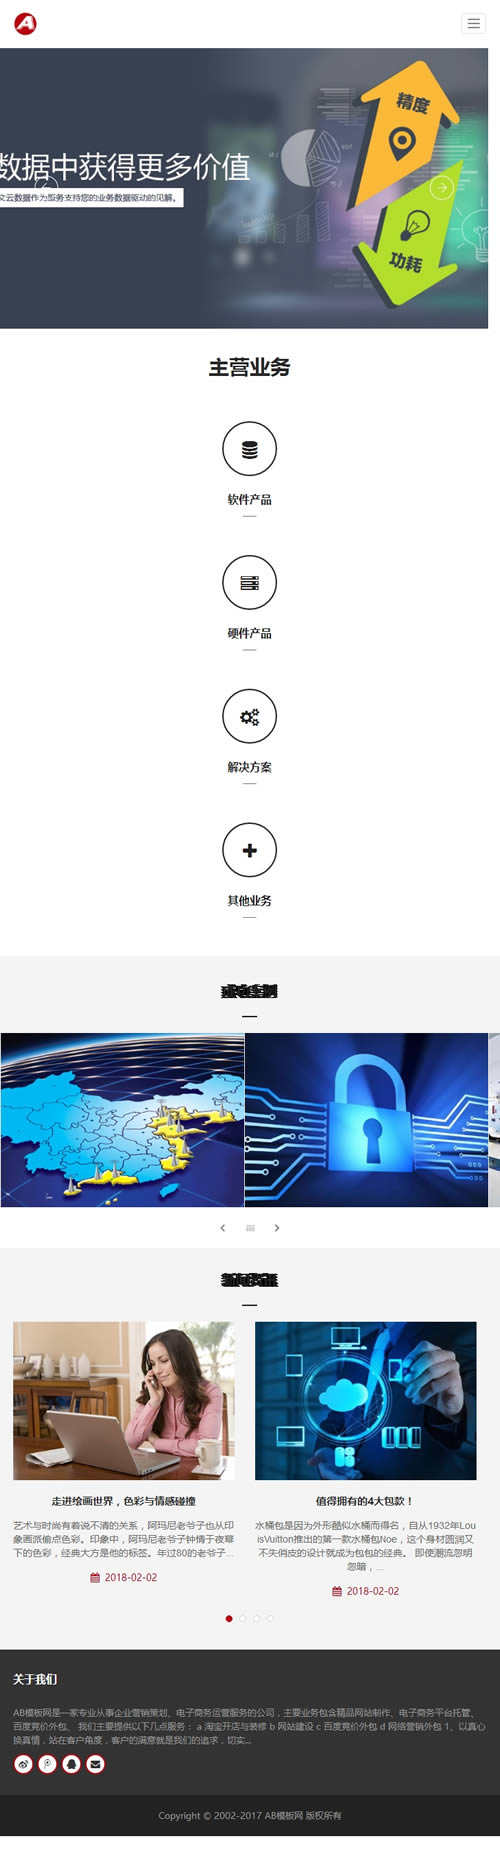 A
精度
数据中获得更多价值
文云数据作为服务支持您的业务数据驱动的见解。
功耗
主营业务
软件产品
硬件产品
解决方案
其他业务
走进绘画世界，色彩与情感碰撞
值得拥有的4大包款！
艺术与时尚有着说不清的关系，阿玛尼老爷子也从印
象画派偷点色彩。印象中，阿玛尼老爷子钟情于夜幕
下的色彩，经典大方是他的标签。年过80的老爷子...
2018-02-02
水桶包是因为外形酷似水桶而得名，自从1932年Lou
isVuitton推出的第一款水桶包Noe，这个身材圆润又
不失俏皮的设计就成为包包的经典。 即使潮流忽明
忽暗，...
2018-02-02
关于我们
AB模板网是一家专业从事企业营销策划、电子商务运营服务的公司，主要业务包含精品网站制作、电子商务平台托管、
百度竞价外包、 我们主要提供以下几点服务： a 淘宝开店与装修 b 网站建设 c 百度竞价外包 d 网络营销外包 1、以真心
换真情，站在客户角度，客户的满意就是我们的追求，切实...
Copyright © 2002-2017 AB模板网 版权所有